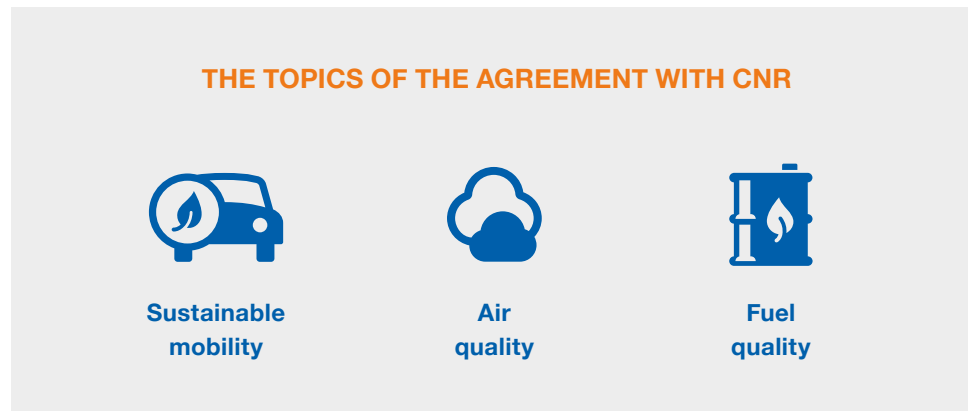 THE TOPICS OF THE AGREEMENT WITH CNR
Sustainable
mobility
Air
quality
Fuel
quality